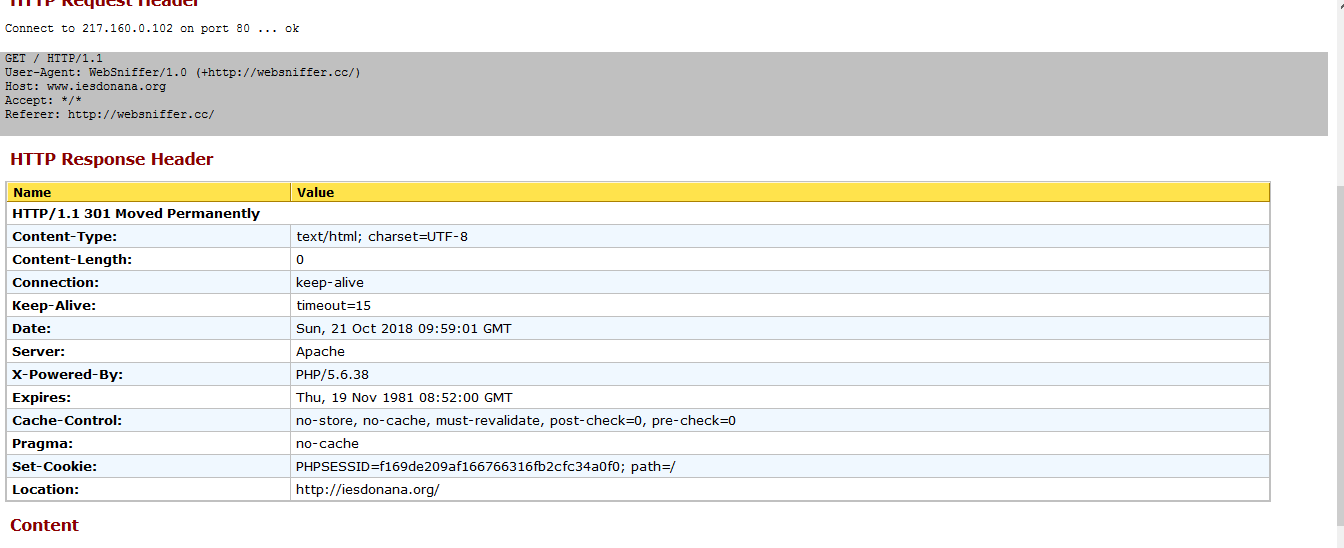 HTTP Request Header
Connect to 217.160.0.102 on port 80 ... ok
GET / HTTP/1.1
User-Agent: WebSniffer/1.0 (+http://websniffer.cc/)
Host: www.iesdonana.org
Accept: */*
Referer: http://websniffer.cc/
HTTP Response Header
Name Value
HTTP/1.1 301 Moved Permanently
Content-Type: text/html; charset=UTF-8
Content-Length: 0
Connection: keep-alive
Keep-Alive: timeout=15
Date: Sun, 21 Oct 2018 09:59:01 GMT
Server: Apache
X-Powered-By: PHP/5.6.38
Expires: Thu, 19 Nov 1981 08:52:00 GMT
Cache-Control: no-store, no-cache, must-revalidate, post-check=0, pre-check=0
Pragma: no-cache
Set-Cookie: PHPSESSID=f169de209af166766316fb2cfc34a0f0; path=/
Location: http://iesdonana.org/
Content